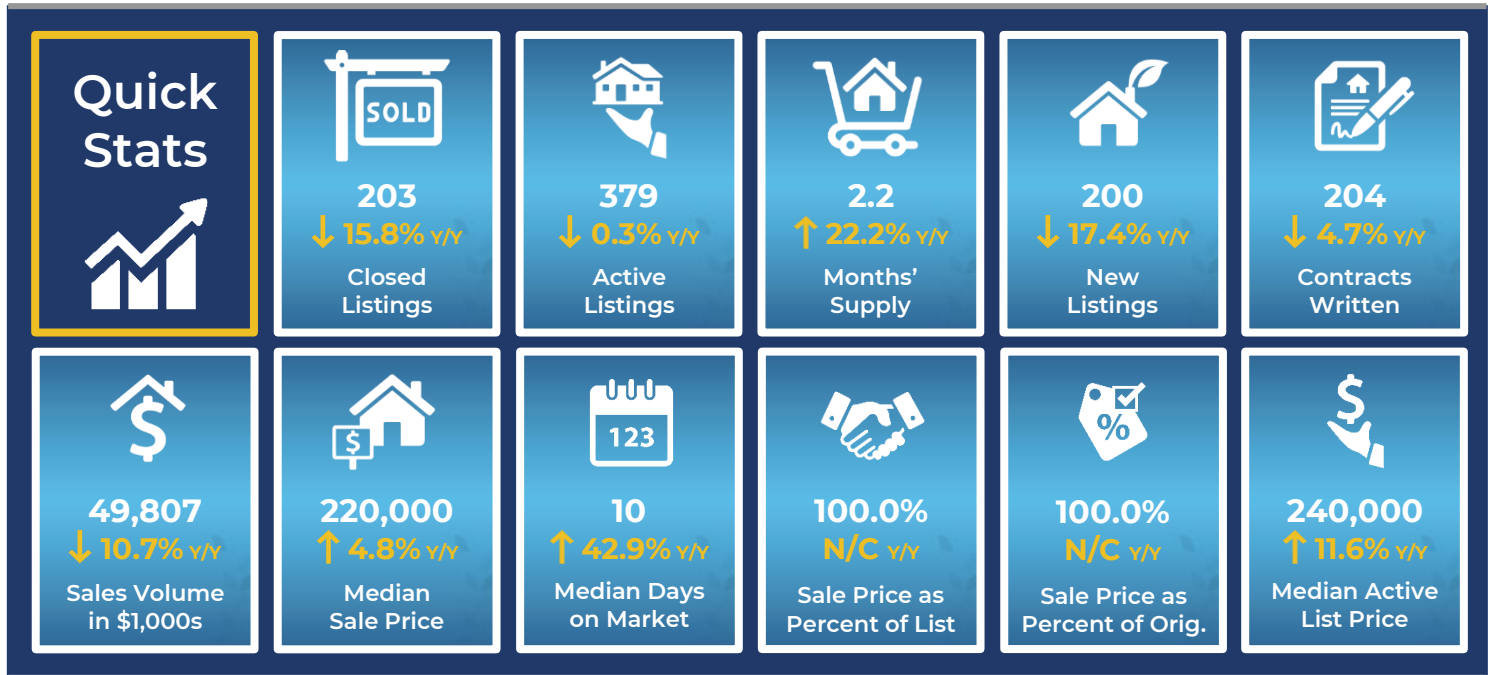 Quick
Stats
SOLD
203
↓ 15.8% Y/Y
Closed
Listings
379
↓ 0.3% Y/Y
Active
Listings
2.2
↑ 22.2% Y/Y
Months’
Supply
200
↓ 17.4% Y/Y
New
Listings
204
↓ 4.7% Y/Y
Contracts
Written
$
49,807
↓ 10.7% Y/Y
Sales Volume
in $1,000s
$
220,000
↑ 4.8% Y/Y
Median
Sale Price
123
10
↑ 42.9% Y/Y
Median Days
on Market
100.0%
N/C Y/Y
Sale Price as
Percent of List
%
100.0%
N/C Y/Y
Sale Price as
Percent of Orig.
$
240,000
↑ 11.6% Y/Y
Median Active
List Price